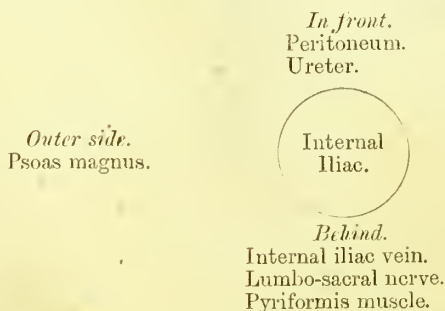 In front.
Peritoneum.
Ureter.
Outer side.
Psoas magnus.
Internal
Iliac.
Behind.
Internal iliac vein.
Lumbo-sacral nerve.
Pyriformis muscle.